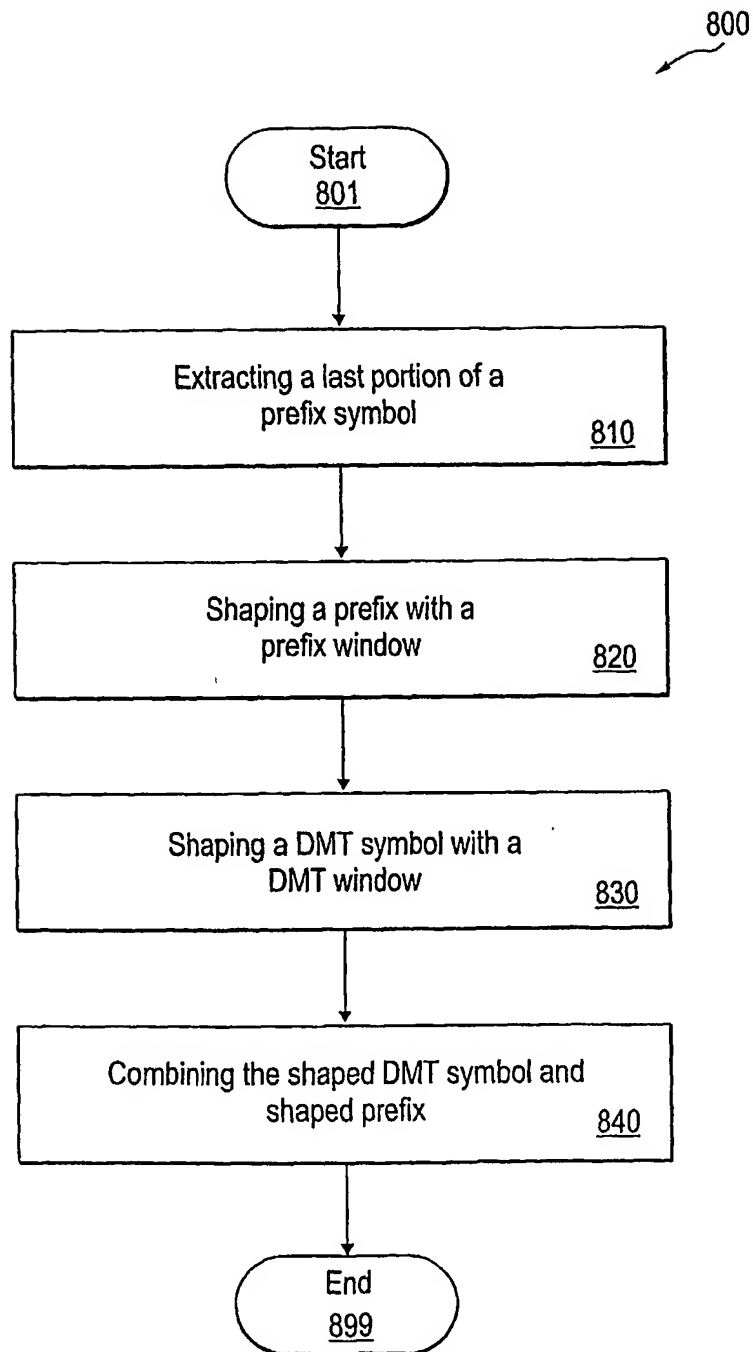 800
Start
801
Extracting a last portion of a
prefix symbol
810
Shaping a prefix with a
prefix window
820
Shaping a DMT symbol with a
DMT window
830
Combining the shaped DMT symbol and
shaped prefix
840
End
899